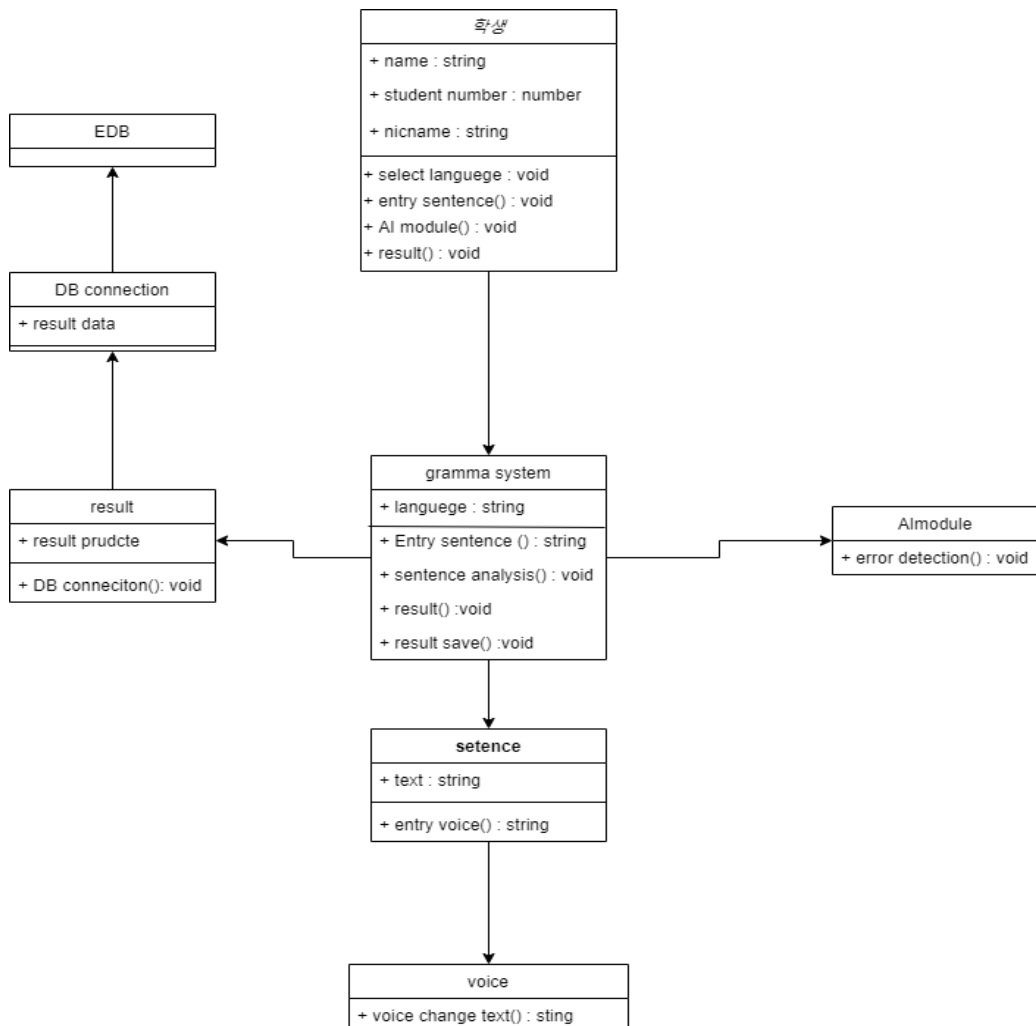 학생
+ name : string
+ student number : number
+ nicname : string
+ select languege : void
+ entry sentence() : void
+ AI module() : void
+ result() : void
EDB
DB connection
+ result data
result
+ result prudcte
+ DB conneciton(): void
gramma system
+ languege : string
+ Entry sentence () : string
+ sentence analysis() : void
+ result() :void
+ result save() :void
AImodule
+ error detection() : void
setence
+ text : string
+ entry voice() : string
voice
+ voice change text() : sting